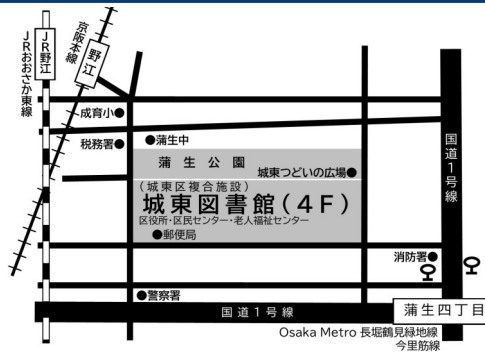 JR野江
JRおおさか東線
野江
京阪本線
成育小
税務署
蒲生中
蒲生公園
城東つどいの広場
(城東区複合施設)
城東図書館(4F)
区役所・区民センター・老人福祉センター
郵便局
国道1号線
消防署
警察署
国道1号線
蒲生四丁目
Osaka Metro 長堀鶴見緑地線
今里筋線